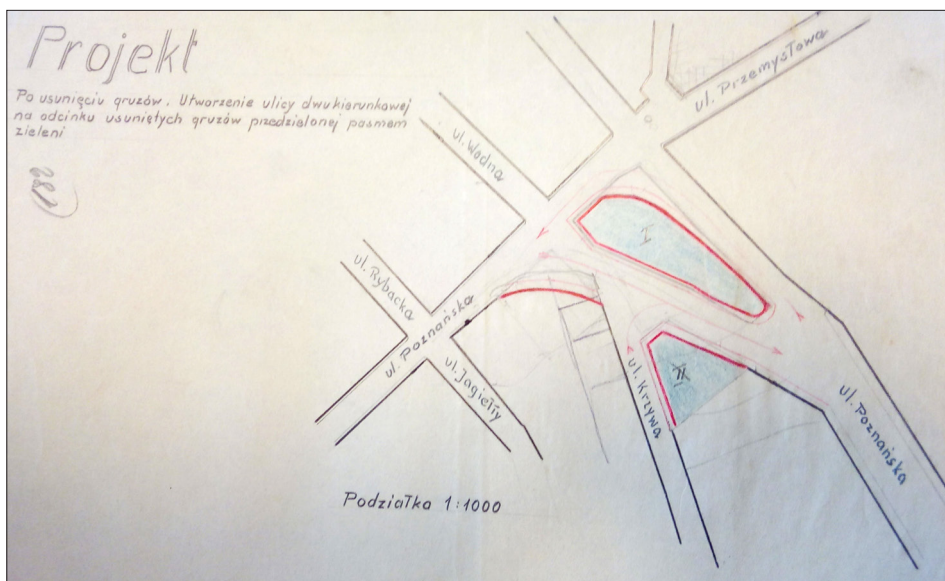 Projekt
Po usunięciu gruzów. Utworzenie ulicy dwukierunkowej
na odcinku usuniętych gruzów przedzielonej pasmem
zieleni
281
ul. Przemysłowa
ul. Wodna
I
ul. Rybacka
ul. Poznańska
ul. Jagiełły
II
ul. Krzywa
ul. Poznańska
Podziałka 1:1000